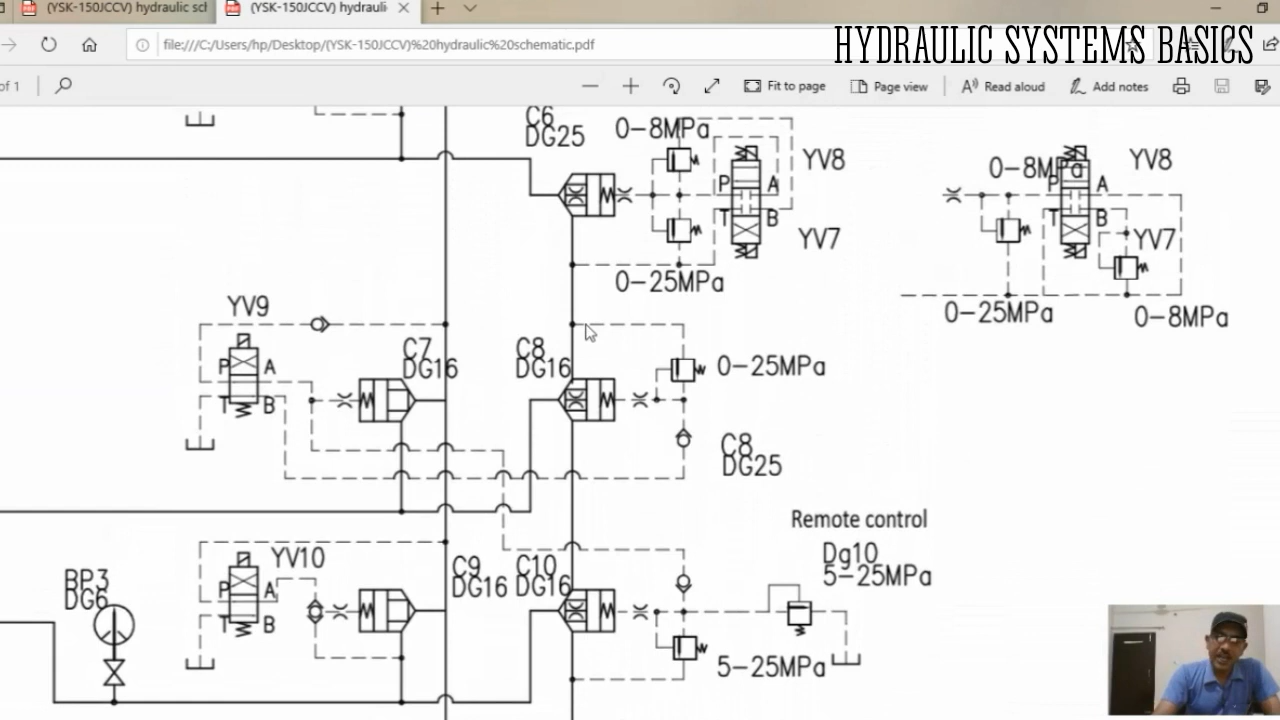 (YSK-150JCCV) hydraulic scl
(YSK-150JCCV) hydrauli
HYDRAULIC SYSTEMS BASICS
file:///C:/Users/hp/Desktop/(YSK-150JCCV)%20hydraulic%20schematic.pdf
of 1
Fit to page
Page view
Read aloud
Add notes
C6
DG25
0-8MPa
P
A
T
B
YV8
YV7
0-25MPa
0-8MPa
P
A
T
B
YV8
YV7
0-25MPa
0-8MPa
YV9
P
A
T
B
C7
DG16
C8
DG16
0-25MPa
C8
DG25
Remote control
Dg10
5-25MPa
YV10
P
A
T
B
C9
DG16
C10
DG16
BP3
DG6
5-25MPa